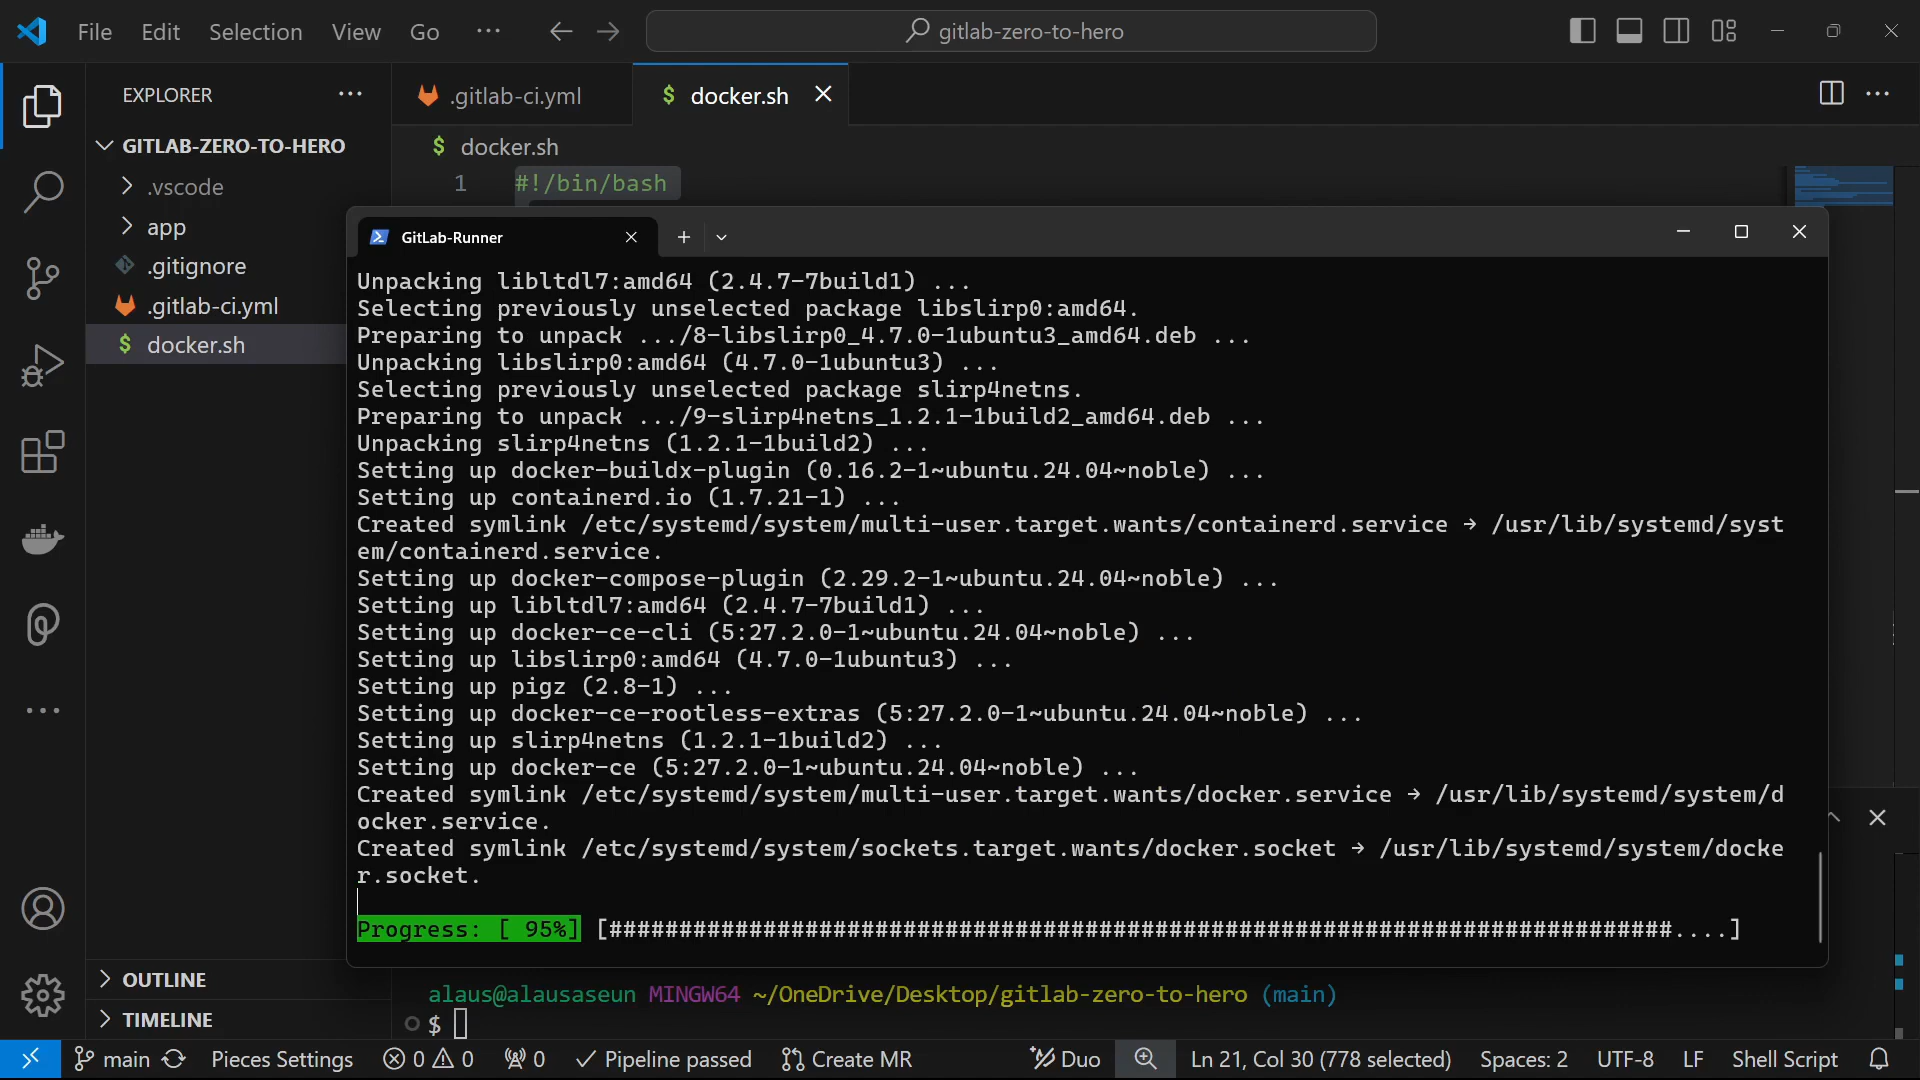 File Edit Selection View Go ··· gitlab-zero-to-hero
EXPLORER ···
.gitlab-ci.yml
docker.sh
GITLAB-ZERO-TO-HERO
.vscode
app
.gitignore
.gitlab-ci.yml
docker.sh
$ docker.sh
1 #!/bin/bash
GitLab-Runner
Unpacking libltdl7:amd64 (2.4.7-7build1) ...
Selecting previously unselected package libslirp0:amd64.
Preparing to unpack .../8-libslirp0_4.7.0-1ubuntu3_amd64.deb ...
Unpacking libslirp0:amd64 (4.7.0-1ubuntu3) ...
Selecting previously unselected package slirp4netns.
Preparing to unpack .../9-slirp4netns_1.2.1-1build2_amd64.deb ...
Unpacking slirp4netns (1.2.1-1build2) ...
Setting up docker-buildx-plugin (0.16.2-1~ubuntu.24.04~noble) ...
Setting up containerd.io (1.7.21-1) ...
Created symlink /etc/systemd/system/multi-user.target.wants/containerd.service → /usr/lib/systemd/syst
em/containerd.service.
Setting up docker-compose-plugin (2.29.2-1~ubuntu.24.04~noble) ...
Setting up libltdl7:amd64 (2.4.7-7build1) ...
Setting up docker-ce-cli (5:27.2.0-1~ubuntu.24.04~noble) ...
Setting up libslirp0:amd64 (4.7.0-1ubuntu3) ...
Setting up pigz (2.8-1) ...
Setting up docker-ce-rootless-extras (5:27.2.0-1~ubuntu.24.04~noble) ...
Setting up slirp4netns (1.2.1-1build2) ...
Setting up docker-ce (5:27.2.0-1~ubuntu.24.04~noble) ...
Created symlink /etc/systemd/system/multi-user.target.wants/docker.service → /usr/lib/systemd/system/d
ocker.service.
Created symlink /etc/systemd/system/sockets.target.wants/docker.socket → /usr/lib/systemd/system/docke
r.socket.
Progress: [ 95%] [############################################################################....]
OUTLINE
TIMELINE
alaus@alausaseun MINGW64 ~/OneDrive/Desktop/gitlab-zero-to-hero (main)
$
main Pieces Settings 0 0 0 Pipeline passed Create MR Duo Ln 21, Col 30 (778 selected) Spaces: 2 UTF-8 LF Shell Script